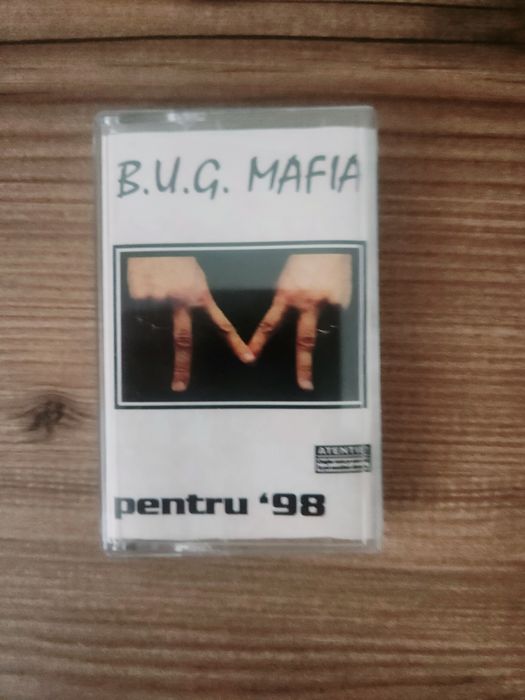 B.U.G. MAFIA
ATENTIE
pentru '98